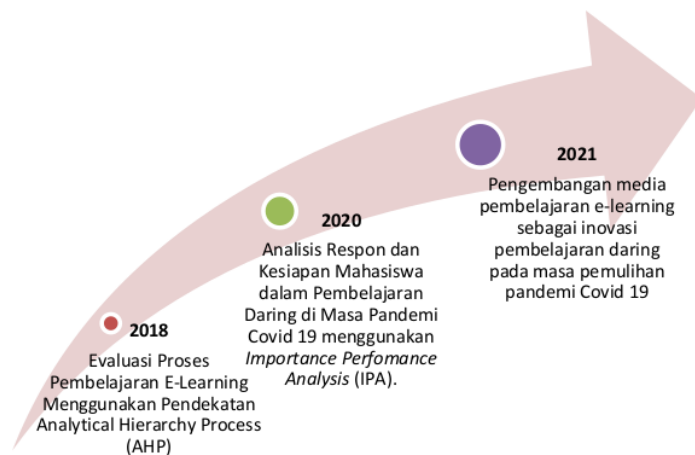 2018
Evaluasi Proses
Pembelajaran E-Learning
Menggunakan Pendekatan
Analytical Hierarchy Process
(AHP)
2020
Analisis Respon dan
Kesiapan Mahasiswa
dalam Pembelajaran
Daring di Masa Pandemi
Covid 19 menggunakan
Importance Perfomance
Analysis (IPA).
2021
Pengembangan media
pembelajaran e-learning
sebagai inovasi
pembelajaran daring
pada masa pemulihan
pandemi Covid 19